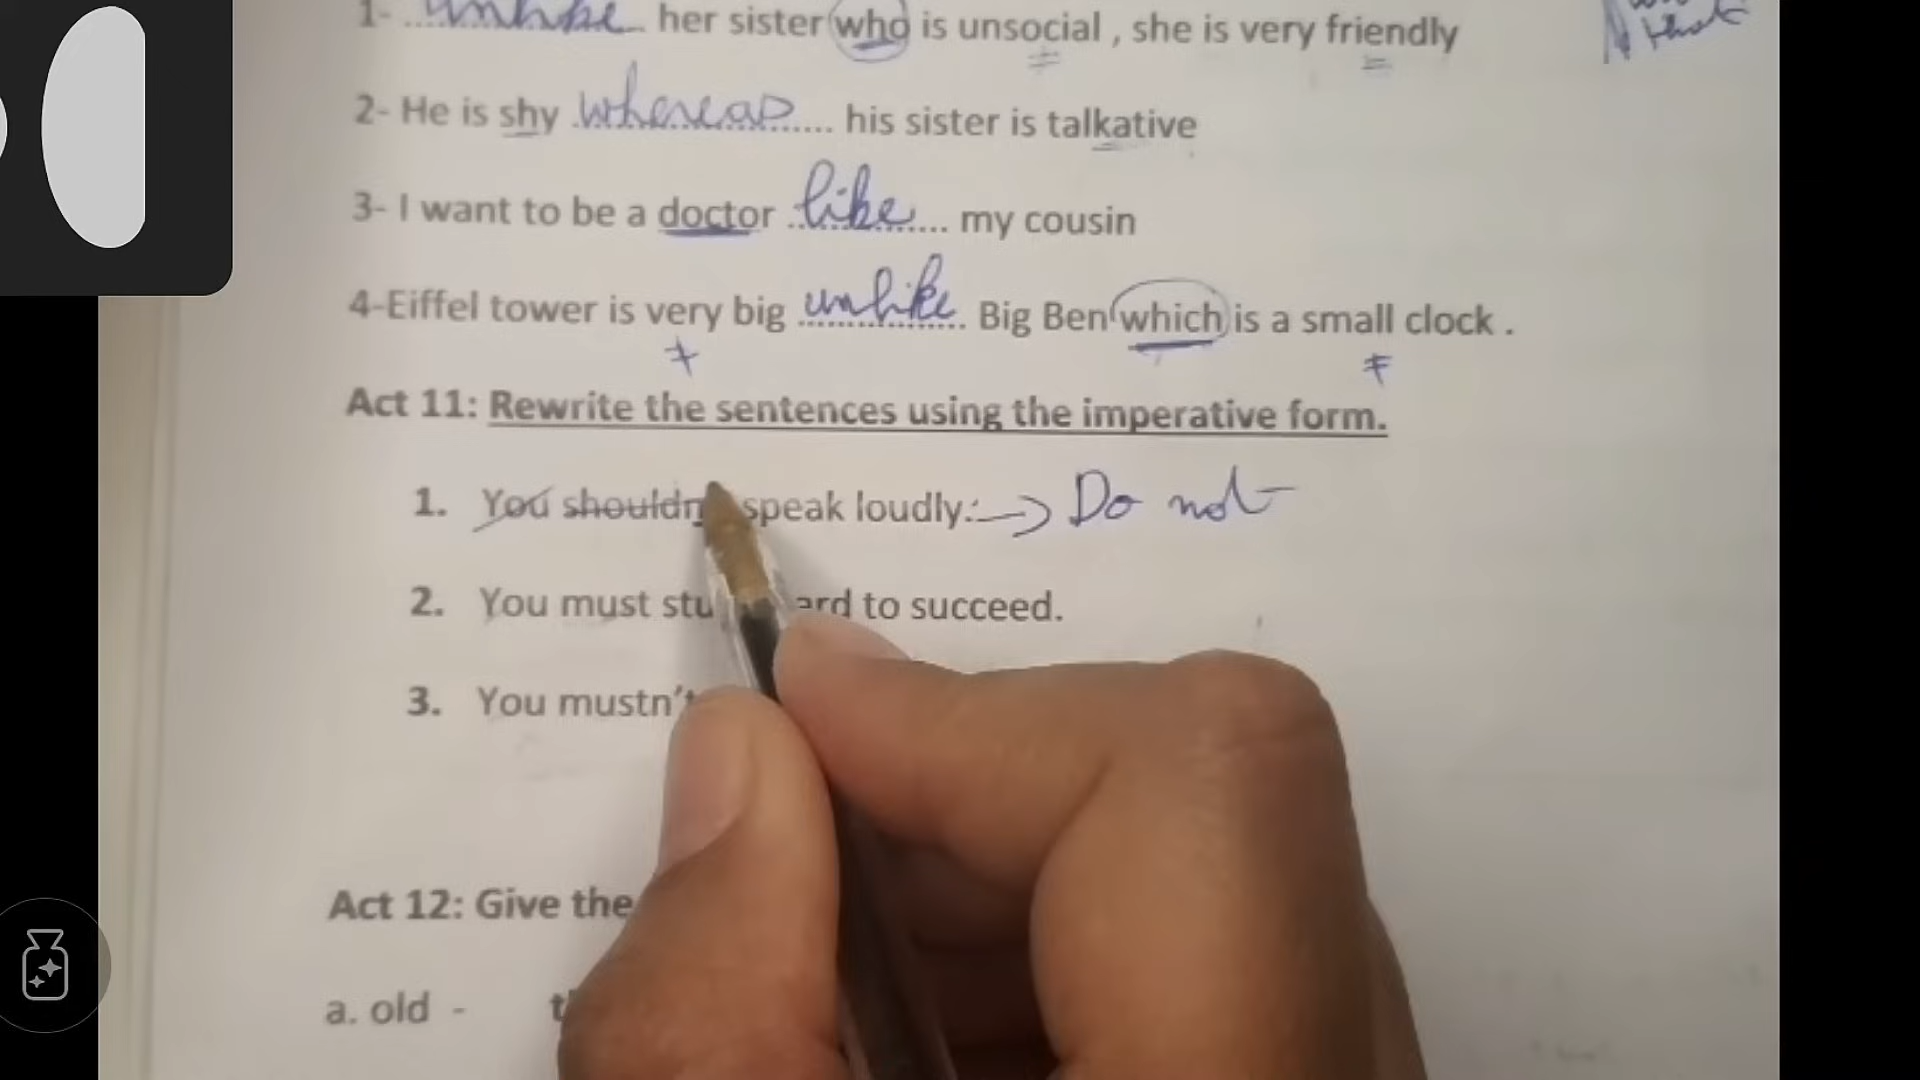 1- unlike her sister who is unsocial , she is very friendly
2- He is shy whereas his sister is talkative
3- I want to be a doctor like my cousin
4-Eiffel tower is very big unlike Big Ben which is a small clock .
Act 11: Rewrite the sentences using the imperative form.
1. You shouldn speak loudly. Do not
2. You must stu ard to succeed.
3. You mustn't
Act 12: Give the
a. old -